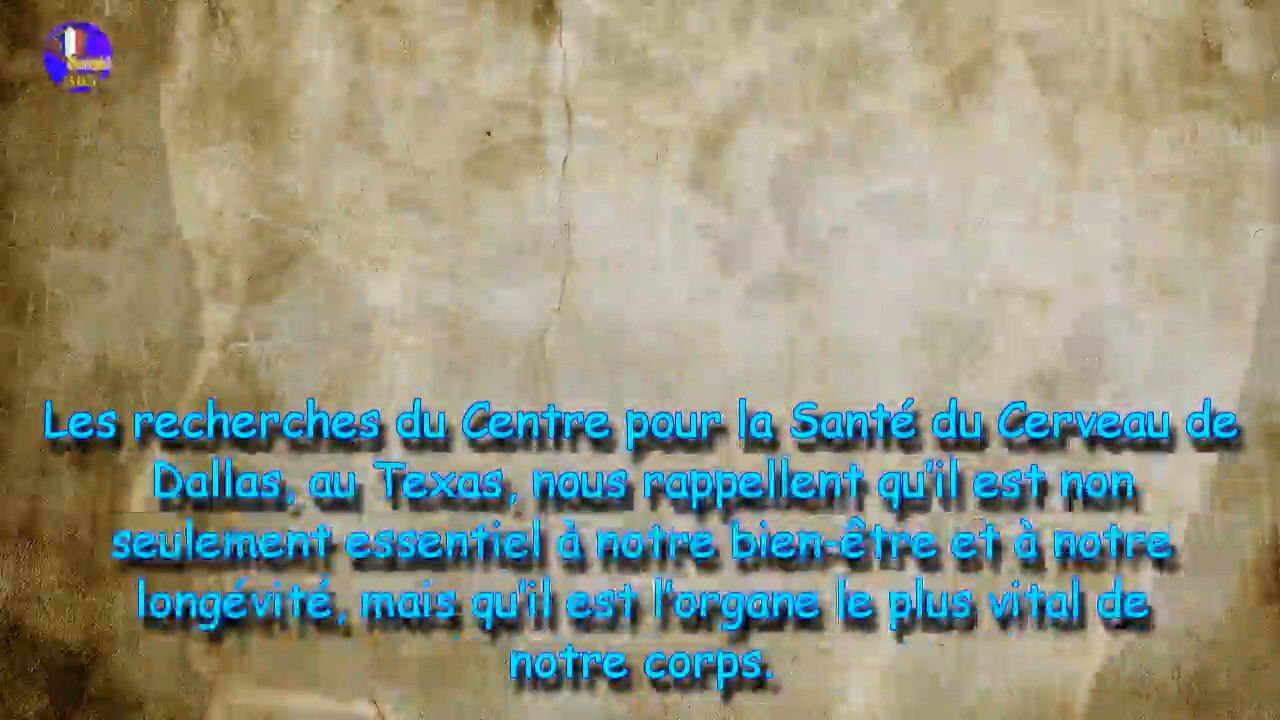 Les recherches du Centre pour la Santé du Cerveau de
Dallas, au Texas, nous rappellent qu'il est non
seulement essentiel à notre bien-être et à notre
longévité, mais qu'il est l'organe le plus vital de
notre corps.